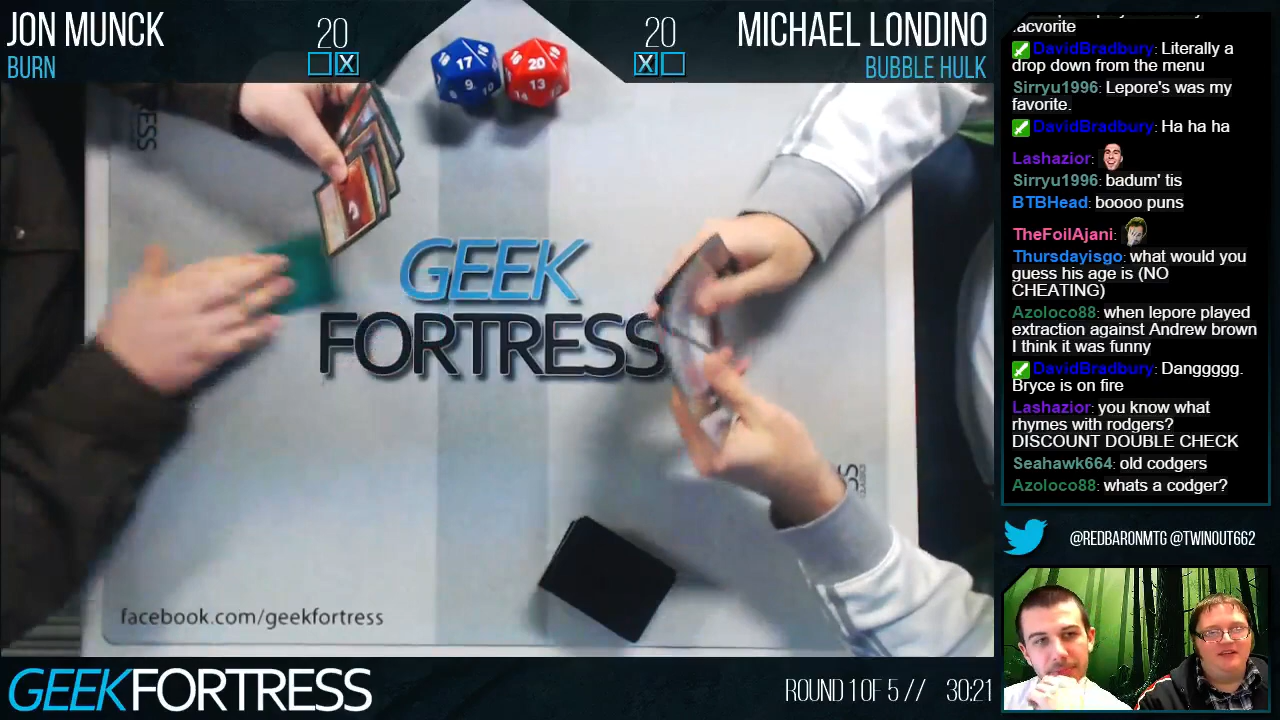 JON MUNCK
BURN
20
X
20
X
MICHAEL LONDINO
BUBBLE HULK
17
9
20
13
GEEK
FORTRESS
facebook.com/geekfortress
GEEKFORTRESS
ROUND 1 OF 5 // 30:21
.acvorite
DavidBradbury: Literally a
drop down from the menu
Sirryu1996: Lepore's was my
favorite.
DavidBradbury: Ha ha ha
Lashazior:
Sirryu1996: badum' tis
BTBHead: boooo puns
TheFoilAjani:
Thursdayisgo: what would you
guess his age is (NO
CHEATING)
Azoloco88: when lepore played
extraction against Andrew brown
I think it was funny
DavidBradbury: Danggggg.
Bryce is on fire
Lashazior: you know what
rhymes with rodgers?
DISCOUNT DOUBLE CHECK
Seahawk664: old codgers
Azoloco88: whats a codger?
@REDBARONMTG @TWINOUT662